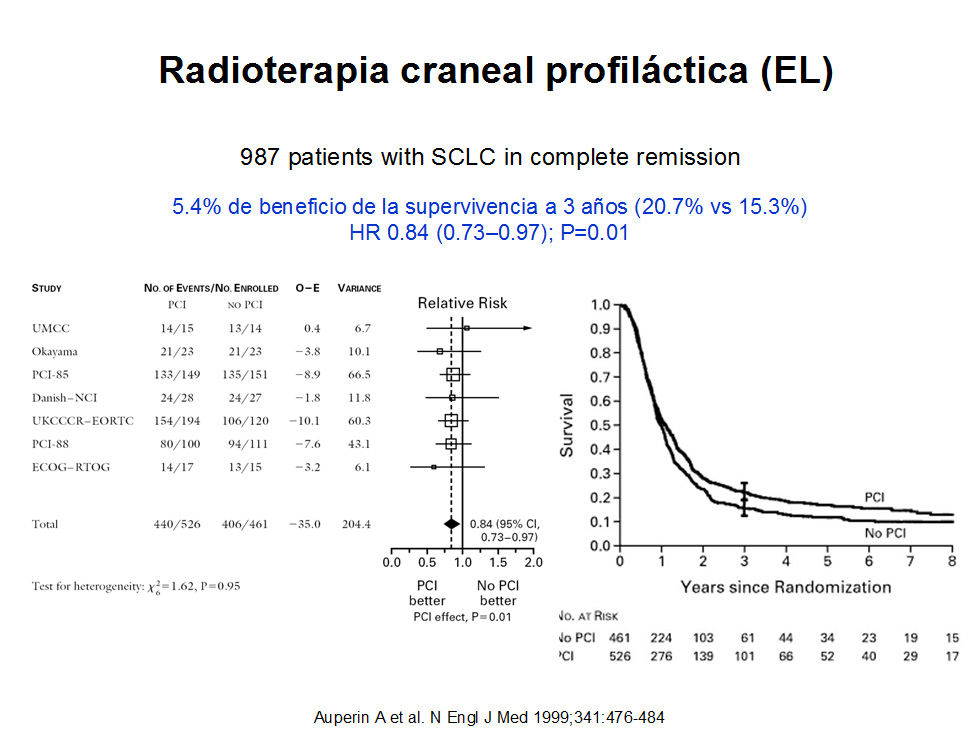 Radioterapia craneal profiláctica (EL)
987 patients with SCLC in complete remission
5.4% de beneficio de la supervivencia a 3 años (20.7% vs 15.3%)
HR 0.84 (0.73–0.97); P=0.01
STUDY NO. OF EVENTS/NO. ENROLLED O–E VARIANCE
PCI NO PCI
UMCC 14/15 13/14 0.4 6.7
Okayama 21/23 21/23 −3.8 10.1
PCI-85 133/149 135/151 −8.9 66.5
Danish–NCI 24/28 24/27 −1.8 11.8
UKCCCR–EORTC 154/194 106/120 −10.1 60.3
PCI-88 80/100 94/111 −7.6 43.1
ECOG–RTOG 14/17 13/15 −3.2 6.1
Total 440/526 406/461 −35.0 204.4
Test for heterogeneity: χ²₆=1.62, P=0.95
Relative Risk
0.84 (95% CI,
0.73–0.97)
0.0 0.5 1.0 1.5 2.0
PCI No PCI
better better
PCI effect, P=0.01
Survival
1.0
0.9
0.8
0.7
0.6
0.5
0.4
0.3
0.2
0.1
0.0
PCI
No PCI
0 1 2 3 4 5 6 7 8
Years since Randomization
NO. AT RISK
No PCI 461 224 103 61 44 34 23 19 15
PCI 526 276 139 101 66 52 40 29 17
Auperin A et al. N Engl J Med 1999;341:476-484